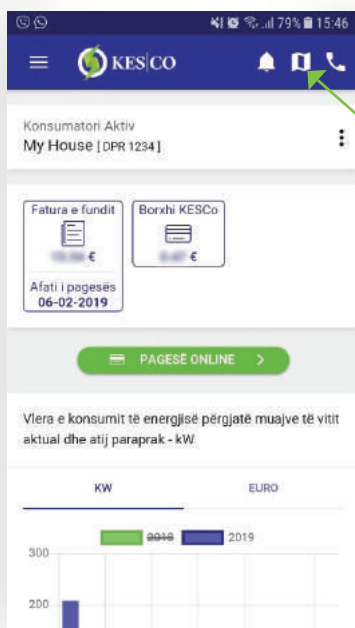 79% 15:46
KESCO
Konsumatori Aktiv
My House [ DPR 1234 ]
Fatura e fundit
€
Afati i pagesës
06-02-2019
Borxhi KESCo
€
PAGESË ONLINE >
Vlera e konsumit të energjisë përgjatë muajve të vitit
aktual dhe atij paraprak - kW
KW EURO
2018 2019
300
200